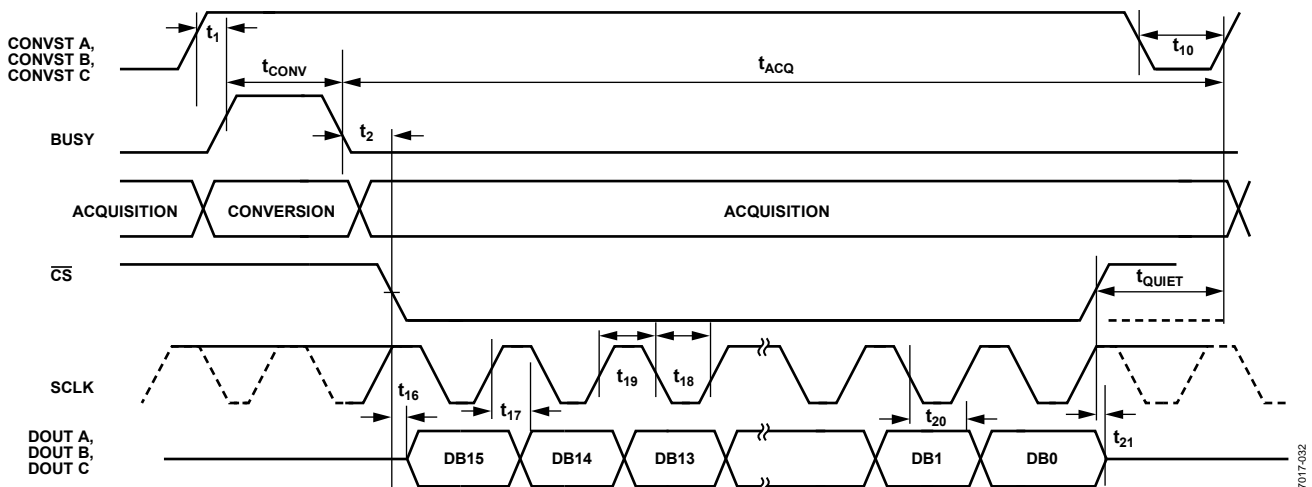 CONVST A,
CONVST B,
CONVST C
t1
tCONV
tACQ
t10
BUSY
t2
ACQUISITION
CONVERSION
ACQUISITION
CS
tQUIET
SCLK
t16
t17
t19
t18
t20
t21
DOUT A,
DOUT B,
DOUT C
DB15
DB14
DB13
DB1
DB0
7017-032